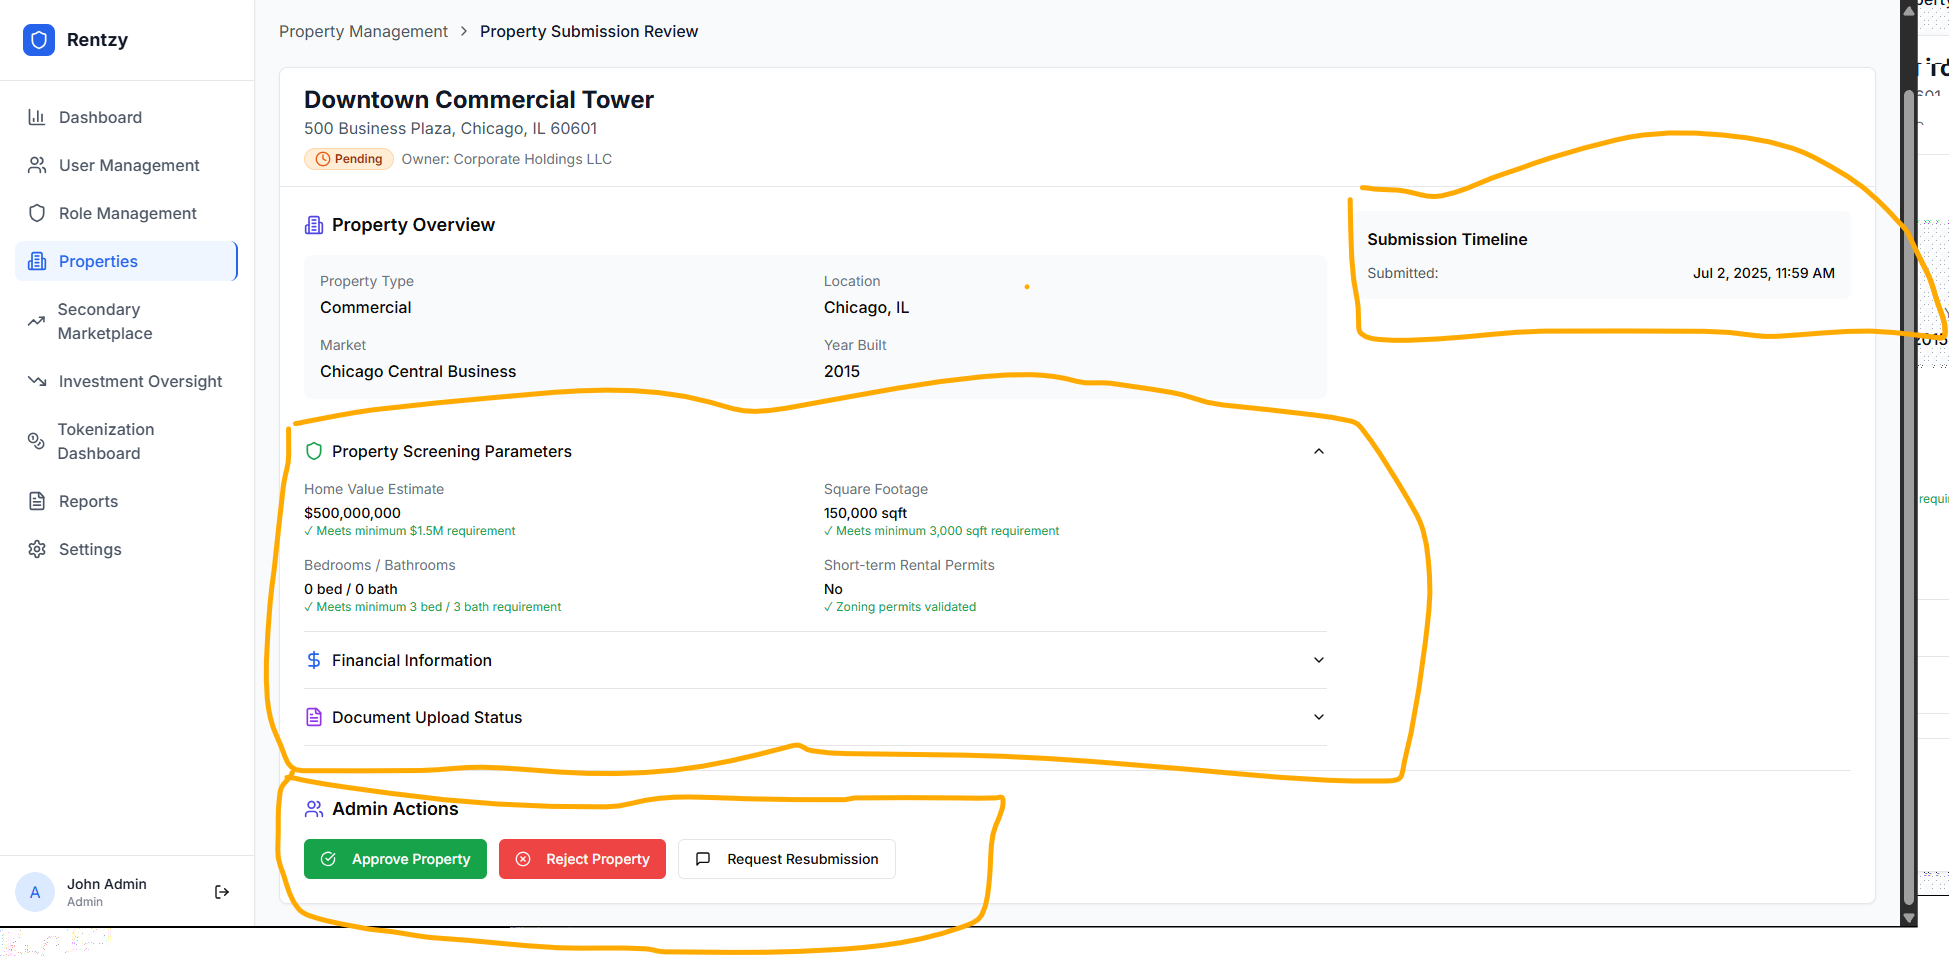 Rentzy
Dashboard
User Management
Role Management
Properties
Secondary
Marketplace
Investment Oversight
Tokenization
Dashboard
Reports
Settings
A
John Admin
Admin
Property Management > Property Submission Review
Downtown Commercial Tower
500 Business Plaza, Chicago, IL 60601
Pending Owner: Corporate Holdings LLC
Property Overview
Property Type Location
Commercial Chicago, IL
Market Year Built
Chicago Central Business 2015
Submission Timeline
Submitted: Jul 2, 2025, 11:59 AM
Property Screening Parameters
Home Value Estimate Square Footage
$500,000,000 150,000 sqft
✓ Meets minimum $1.5M requirement ✓ Meets minimum 3,000 sqft requirement
Bedrooms / Bathrooms Short-term Rental Permits
0 bed / 0 bath No
✓ Meets minimum 3 bed / 3 bath requirement ✓ Zoning permits validated
Financial Information
Document Upload Status
Admin Actions
Approve Property Reject Property Request Resubmission
2015
requi